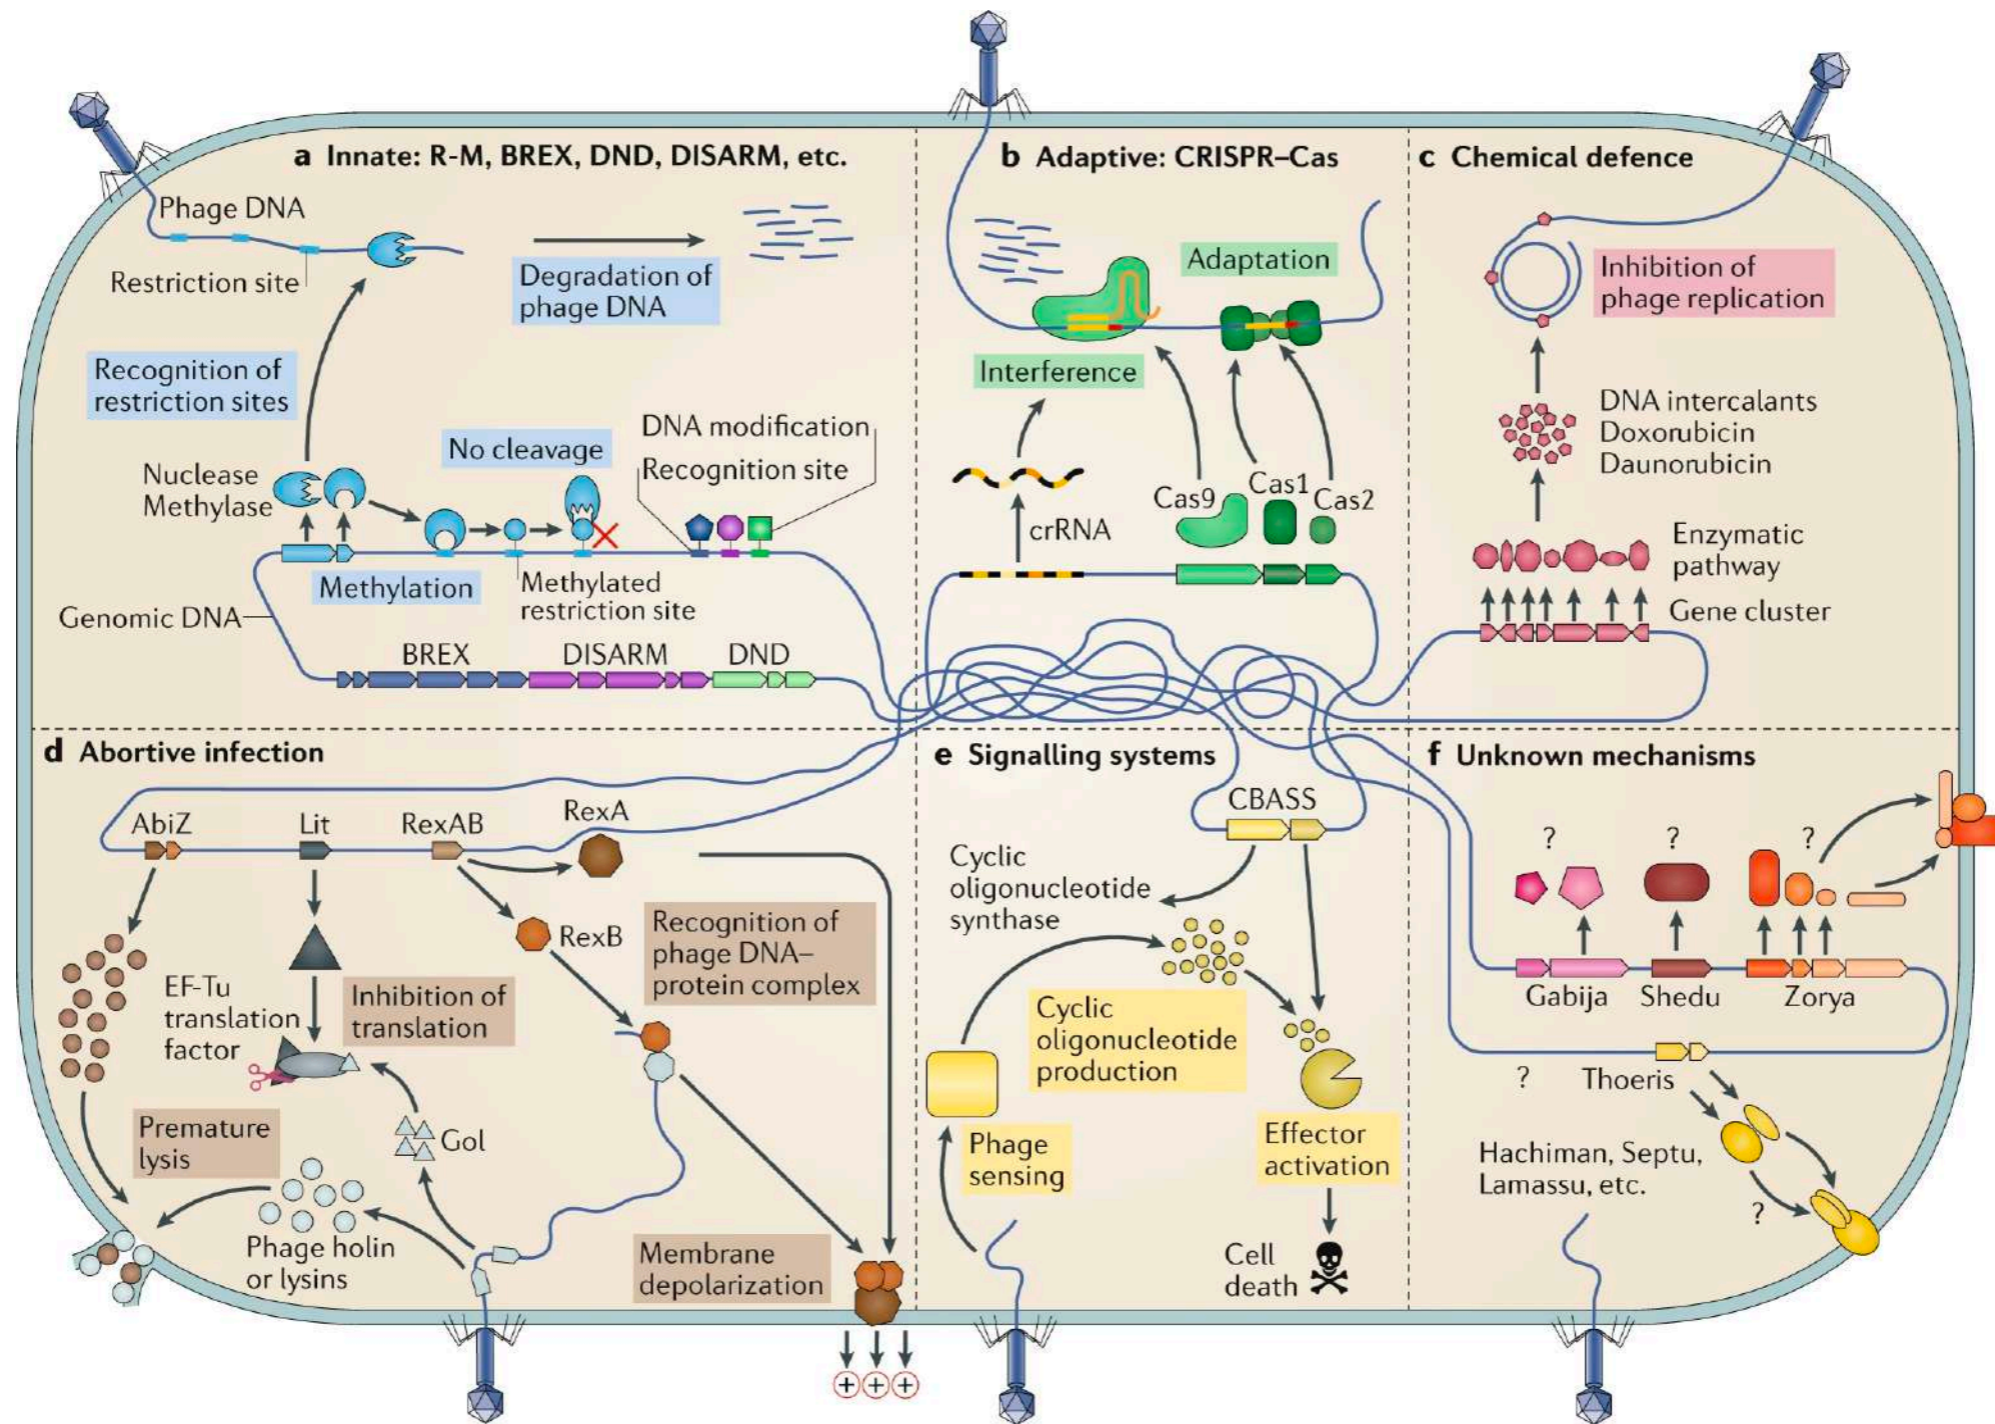 a Innate: R-M, BREX, DND, DISARM, etc.
Phage DNA
Restriction site
Degradation of
phage DNA
Recognition of
restriction sites
Nuclease
Methylase
No cleavage
DNA modification
Recognition site
Methylation
Methylated
restriction site
Genomic DNA
BREX
DISARM
DND
b Adaptive: CRISPR–Cas
Adaptation
Interference
crRNA
Cas9
Cas1
Cas2
c Chemical defence
Inhibition of
phage replication
DNA intercalants
Doxorubicin
Daunorubicin
Enzymatic
pathway
Gene cluster
d Abortive infection
AbiZ
Lit
RexAB
RexA
RexB
Recognition of
phage DNA–
protein complex
EF-Tu
translation
factor
Inhibition of
translation
Premature
lysis
Gol
Phage holin
or lysins
Membrane
depolarization
+ + +
e Signalling systems
CBASS
Cyclic
oligonucleotide
synthase
Cyclic
oligonucleotide
production
Phage
sensing
Effector
activation
Cell
death
f Unknown mechanisms
? ? ?
Gabija
Shedu
Zorya
?
Thoeris
Hachiman, Septu,
Lamassu, etc.
?